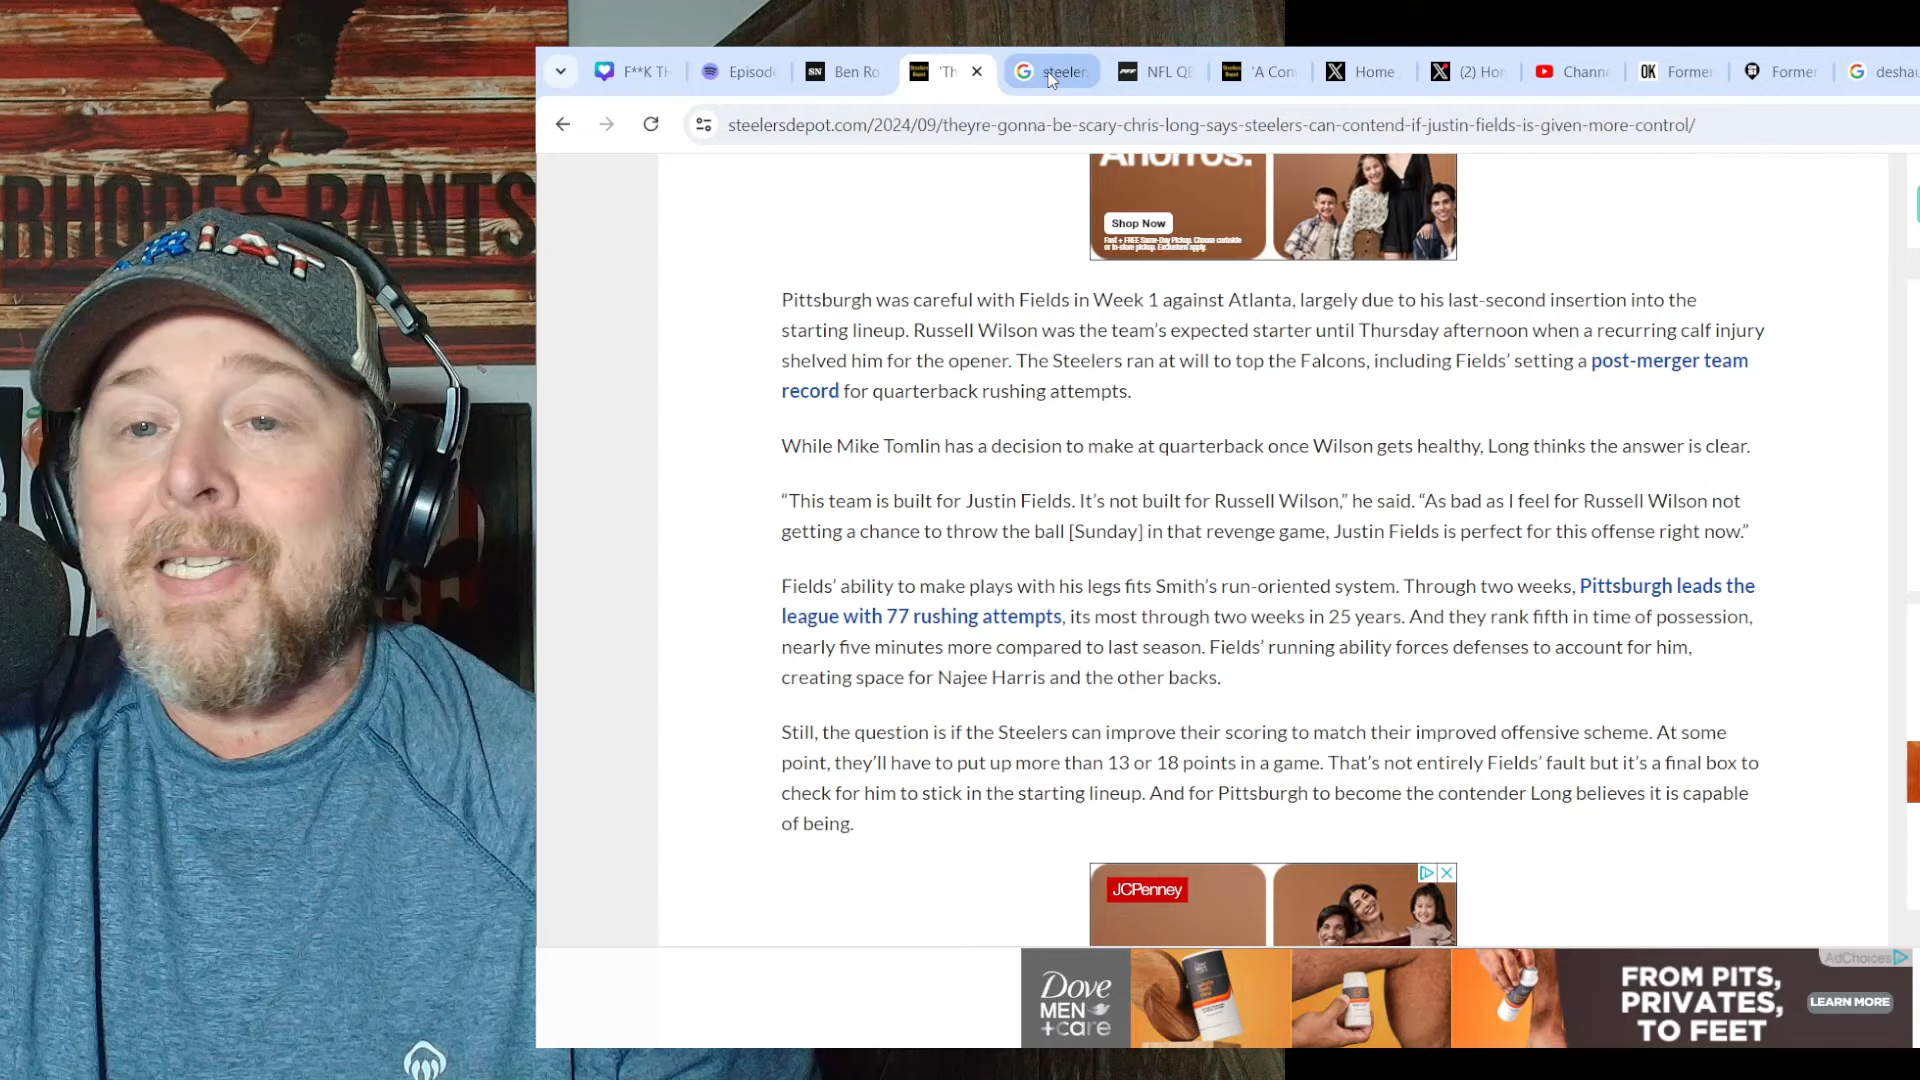 RHODES RANTS
ARIAT
F**K TH
Episode
SN
Ben Ro
'Th
steeler
NFL QB
'A Con
Home
(2) Hor
Chann
OK
Former
Former
desha
steelersdepot.com/2024/09/theyre-gonna-be-scary-chris-long-says-steelers-can-contend-if-justin-fields-is-given-more-control/
Ahorros.
Shop Now
Pittsburgh was careful with Fields in Week 1 against Atlanta, largely due to his last-second insertion into the
starting lineup. Russell Wilson was the team's expected starter until Thursday afternoon when a recurring calf injury
shelved him for the opener. The Steelers ran at will to top the Falcons, including Fields' setting a post-merger team
record for quarterback rushing attempts.
While Mike Tomlin has a decision to make at quarterback once Wilson gets healthy, Long thinks the answer is clear.
“This team is built for Justin Fields. It's not built for Russell Wilson,” he said. “As bad as I feel for Russell Wilson not
getting a chance to throw the ball [Sunday] in that revenge game, Justin Fields is perfect for this offense right now.”
Fields' ability to make plays with his legs fits Smith's run-oriented system. Through two weeks, Pittsburgh leads the
league with 77 rushing attempts, its most through two weeks in 25 years. And they rank fifth in time of possession,
nearly five minutes more compared to last season. Fields' running ability forces defenses to account for him,
creating space for Najee Harris and the other backs.
Still, the question is if the Steelers can improve their scoring to match their improved offensive scheme. At some
point, they'll have to put up more than 13 or 18 points in a game. That's not entirely Fields' fault but it's a final box to
check for him to stick in the starting lineup. And for Pittsburgh to become the contender Long believes it is capable
of being.
JCPenney
Dove
MEN
+care
FROM PITS,
PRIVATES,
TO FEET
AdChoices
LEARN MORE